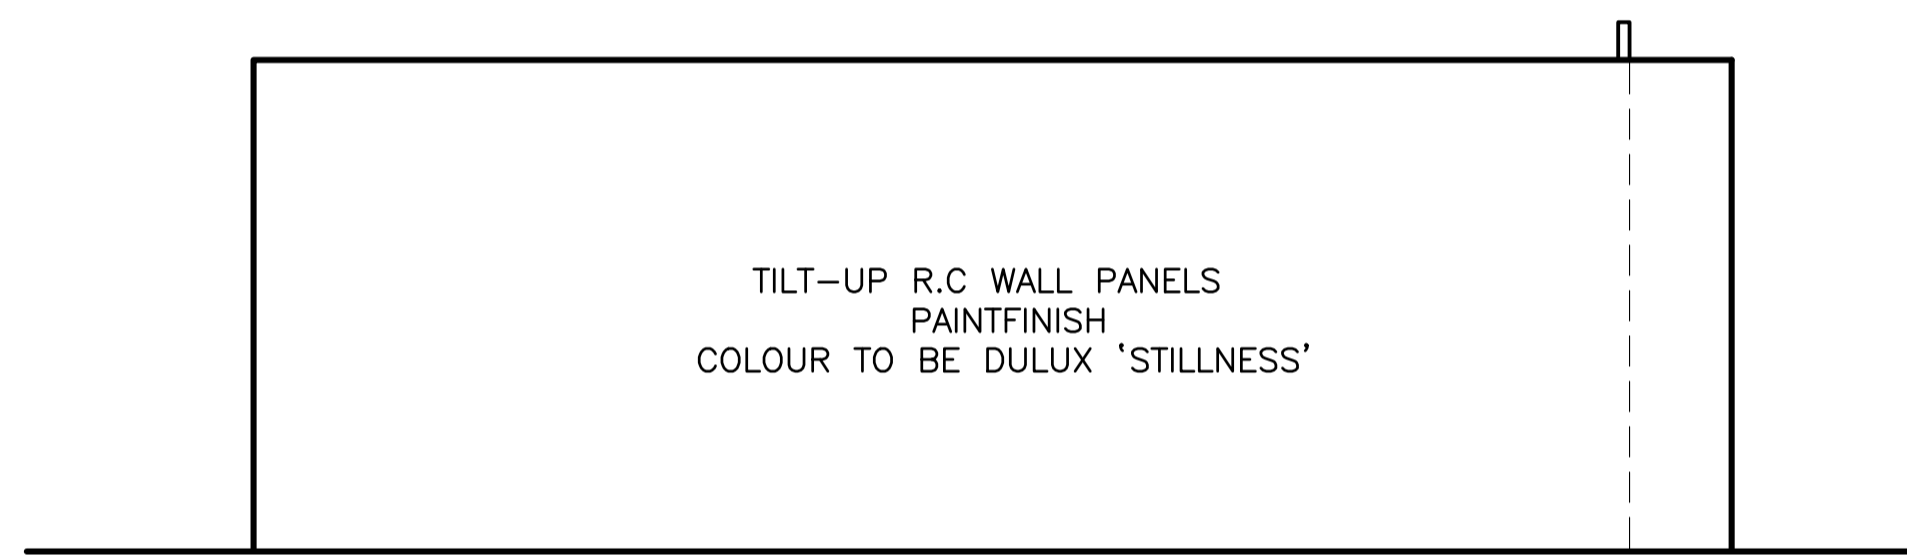 TILT-UP R.C WALL PANELS
PAINTFINISH
COLOUR TO BE DULUX 'STILLNESS'